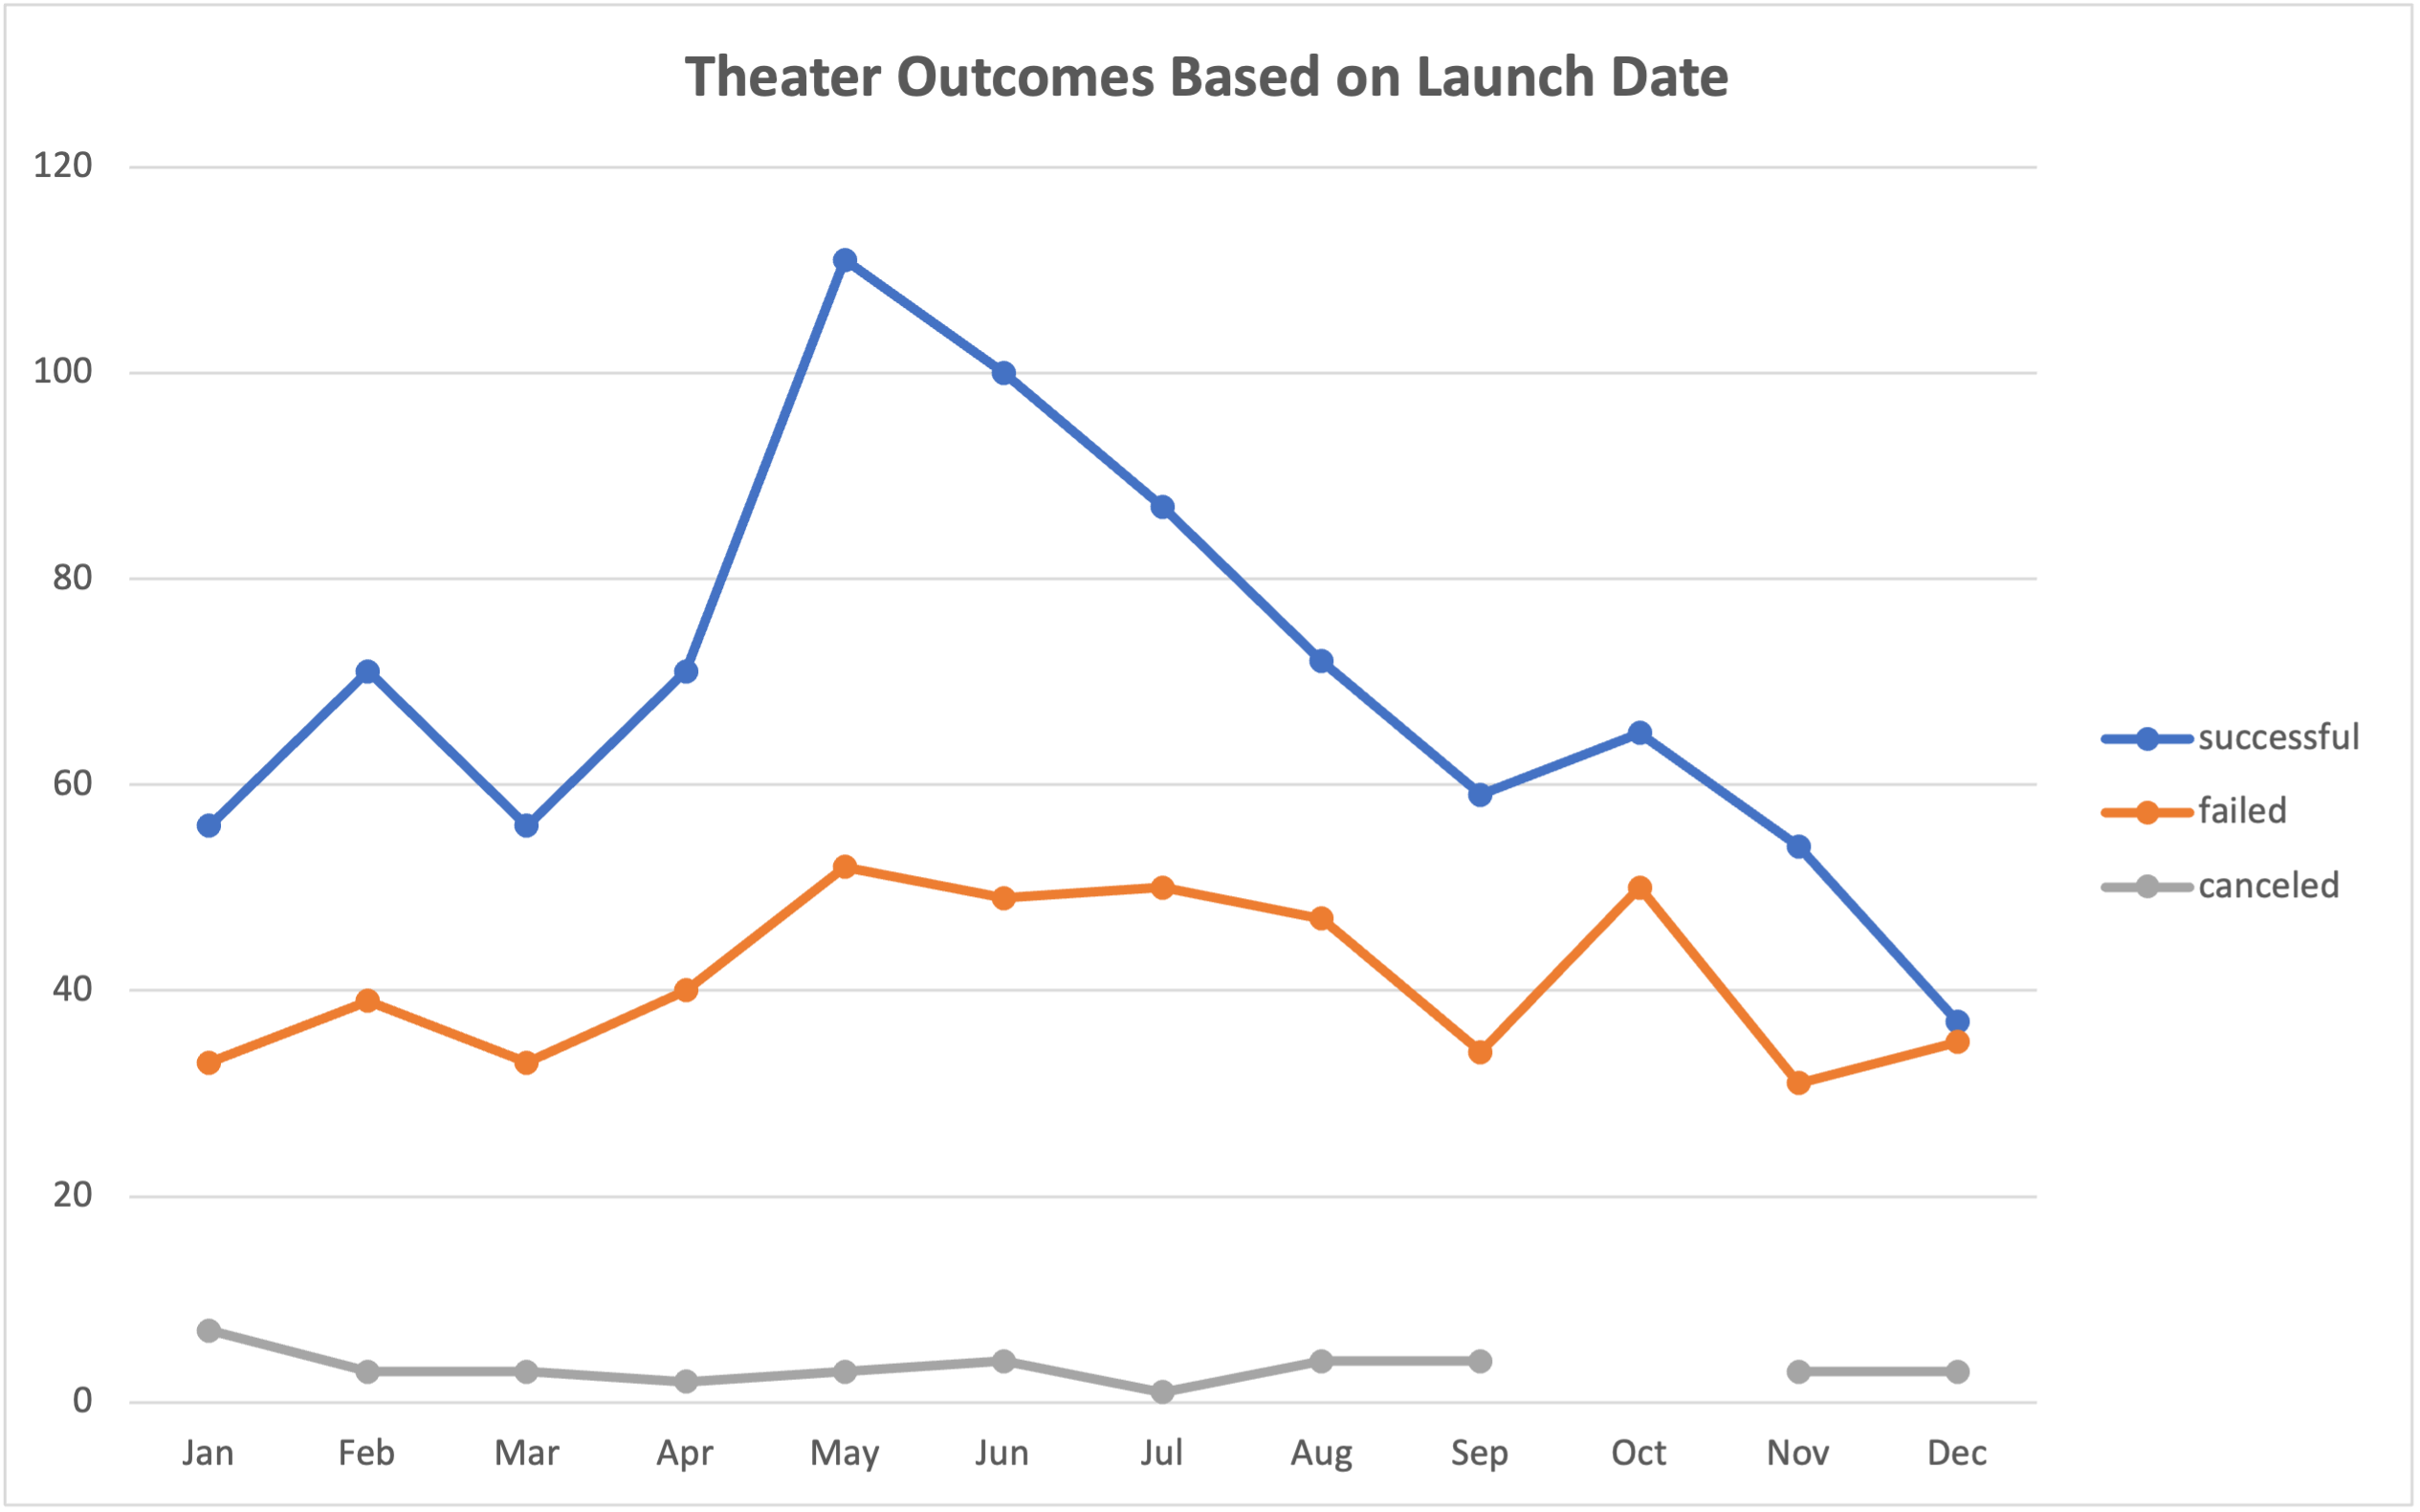 Theater Outcomes Based on Launch Date
120
100
80
60
40
20
0
Jan Feb Mar Apr May Jun Jul Aug Sep Oct Nov Dec
successful
failed
canceled